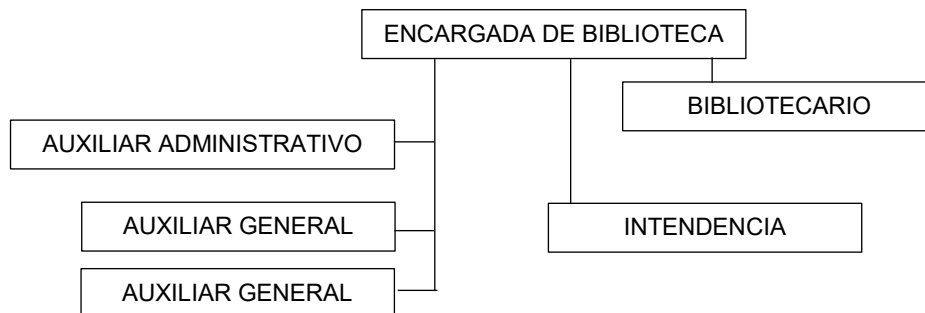 ENCARGADA DE BIBLIOTECA
BIBLIOTECARIO
AUXILIAR ADMINISTRATIVO
AUXILIAR GENERAL
INTENDENCIA
AUXILIAR GENERAL